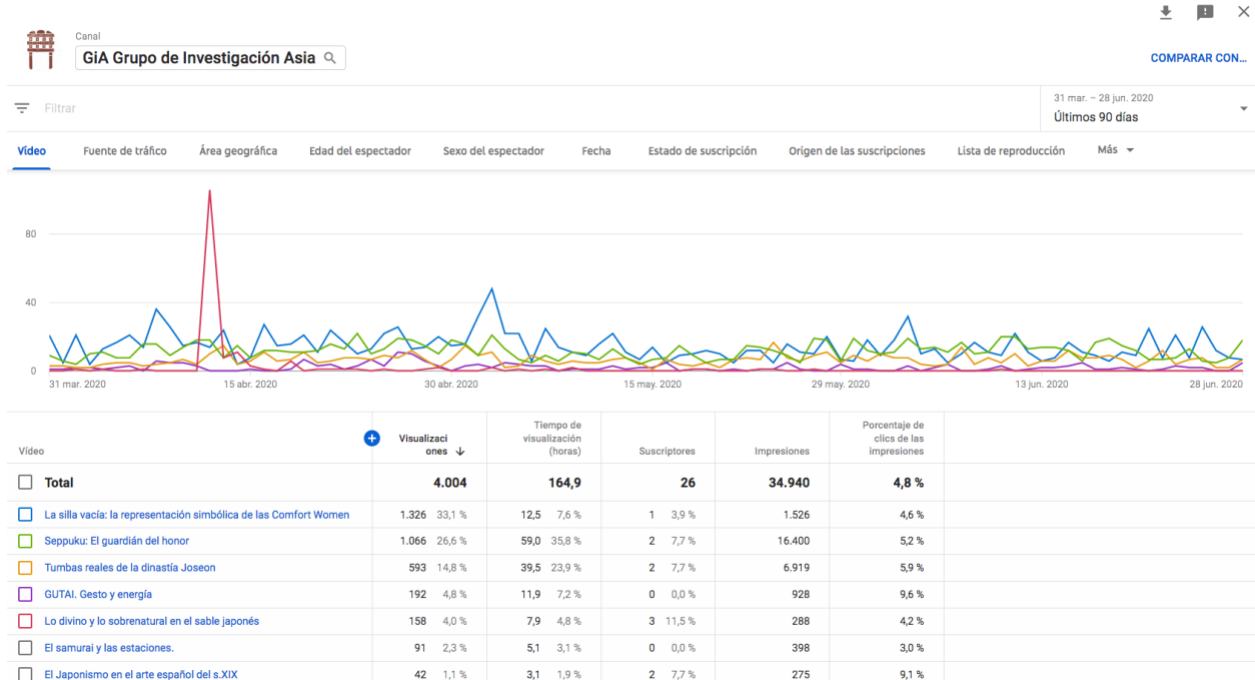 Canal
GiA Grupo de Investigación Asia
COMPARAR CON...
Filtrar
31 mar. – 28 jun. 2020
Últimos 90 días
Vídeo Fuente de tráfico Área geográfica Edad del espectador Sexo del espectador Fecha Estado de suscripción Origen de las suscripciones Lista de reproducción Más
80
40
0
31 mar. 2020 15 abr. 2020 30 abr. 2020 15 may. 2020 29 may. 2020 13 jun. 2020 28 jun. 2020
Vídeo
Visualizaci
ones
Tiempo de
visualización
(horas)
Suscriptores
Impresiones
Porcentaje de
clics de las
impresiones
Total 4.004 164,9 26 34.940 4,8 %
La silla vacía: la representación simbólica de las Comfort Women 1.326 33,1 % 12,5 7,6 % 1 3,9 % 1.526 4,6 %
Seppuku: El guardián del honor 1.066 26,6 % 59,0 35,8 % 2 7,7 % 16.400 5,2 %
Tumbas reales de la dinastía Joseon 593 14,8 % 39,5 23,9 % 2 7,7 % 6.919 5,9 %
GUTAI. Gesto y energía 192 4,8 % 11,9 7,2 % 0 0,0 % 928 9,6 %
Lo divino y lo sobrenatural en el sable japonés 158 4,0 % 7,9 4,8 % 3 11,5 % 288 4,2 %
El samurai y las estaciones. 91 2,3 % 5,1 3,1 % 0 0,0 % 398 3,0 %
El Japonismo en el arte español del s.XIX 42 1,1 % 3,1 1,9 % 2 7,7 % 275 9,1 %